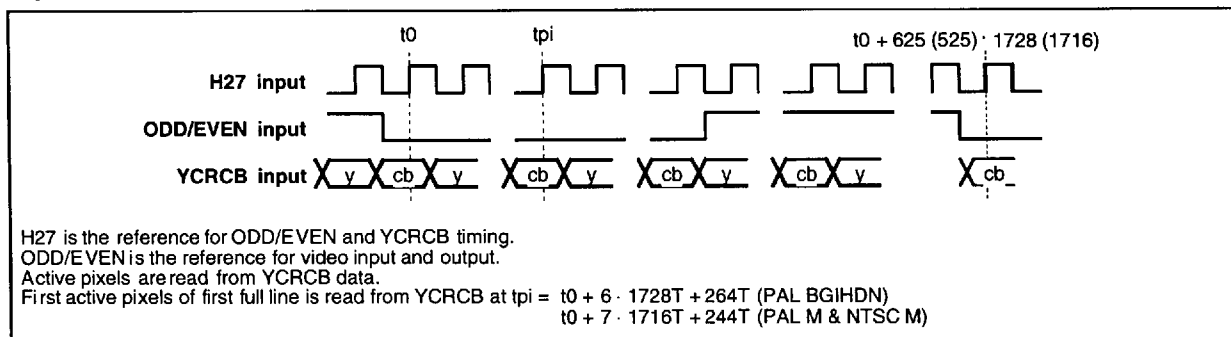 t0 tpi t0 + 625 (525) · 1728 (1716)
H27 input
ODD/EVEN input
YCRCB input y cb y cb y cb y cb y cb
H27 is the reference for ODD/EVEN and YCRCB timing.
ODD/EVEN is the reference for video input and output.
Active pixels are read from YCRCB data.
First active pixels of first full line is read from YCRCB at tpi = t0 + 6 · 1728T + 264T (PAL BGIHDN)
t0 + 7 · 1716T + 244T (PAL M & NTSC M)